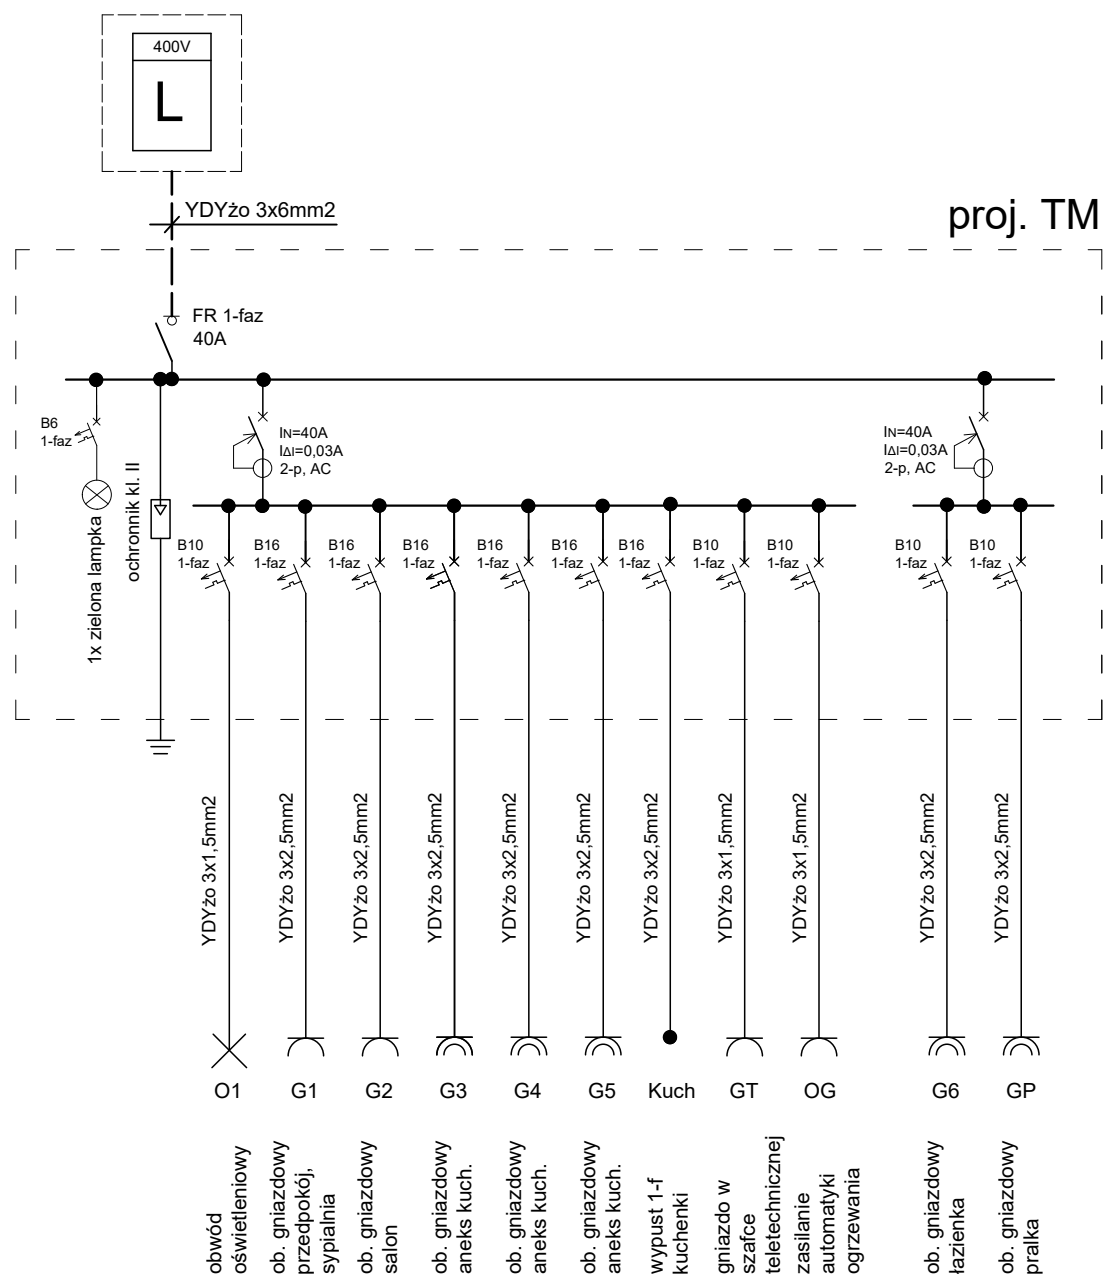 400V
L
YDYżo 3x6mm2
proj. TM
FR 1-faz
40A
B6
1-faz
1x zielona lampka
ochronnik kl. II
IN=40A
IΔI=0,03A
2-p, AC
IN=40A
IΔI=0,03A
2-p, AC
B10
1-faz
B16
1-faz
B16
1-faz
B16
1-faz
B16
1-faz
B16
1-faz
B16
1-faz
B10
1-faz
B10
1-faz
B10
1-faz
B10
1-faz
YDYżo 3x1,5mm2
YDYżo 3x2,5mm2
YDYżo 3x2,5mm2
YDYżo 3x2,5mm2
YDYżo 3x2,5mm2
YDYżo 3x2,5mm2
YDYżo 3x2,5mm2
YDYżo 3x1,5mm2
YDYżo 3x1,5mm2
YDYżo 3x2,5mm2
YDYżo 3x2,5mm2
O1
G1
G2
G3
G4
G5
Kuch
GT
OG
G6
GP
obwód
oświetleniowy
ob. gniazdowy
przedpokój,
sypialnia
ob. gniazdowy
salon
ob. gniazdowy
aneks kuch.
ob. gniazdowy
aneks kuch.
ob. gniazdowy
aneks kuch.
wypust 1-f
kuchenki
gniazdo w
szafce
teletechnicznej
zasilanie
automatyki
ogrzewania
ob. gniazdowy
łazienka
ob. gniazdowy
pralka